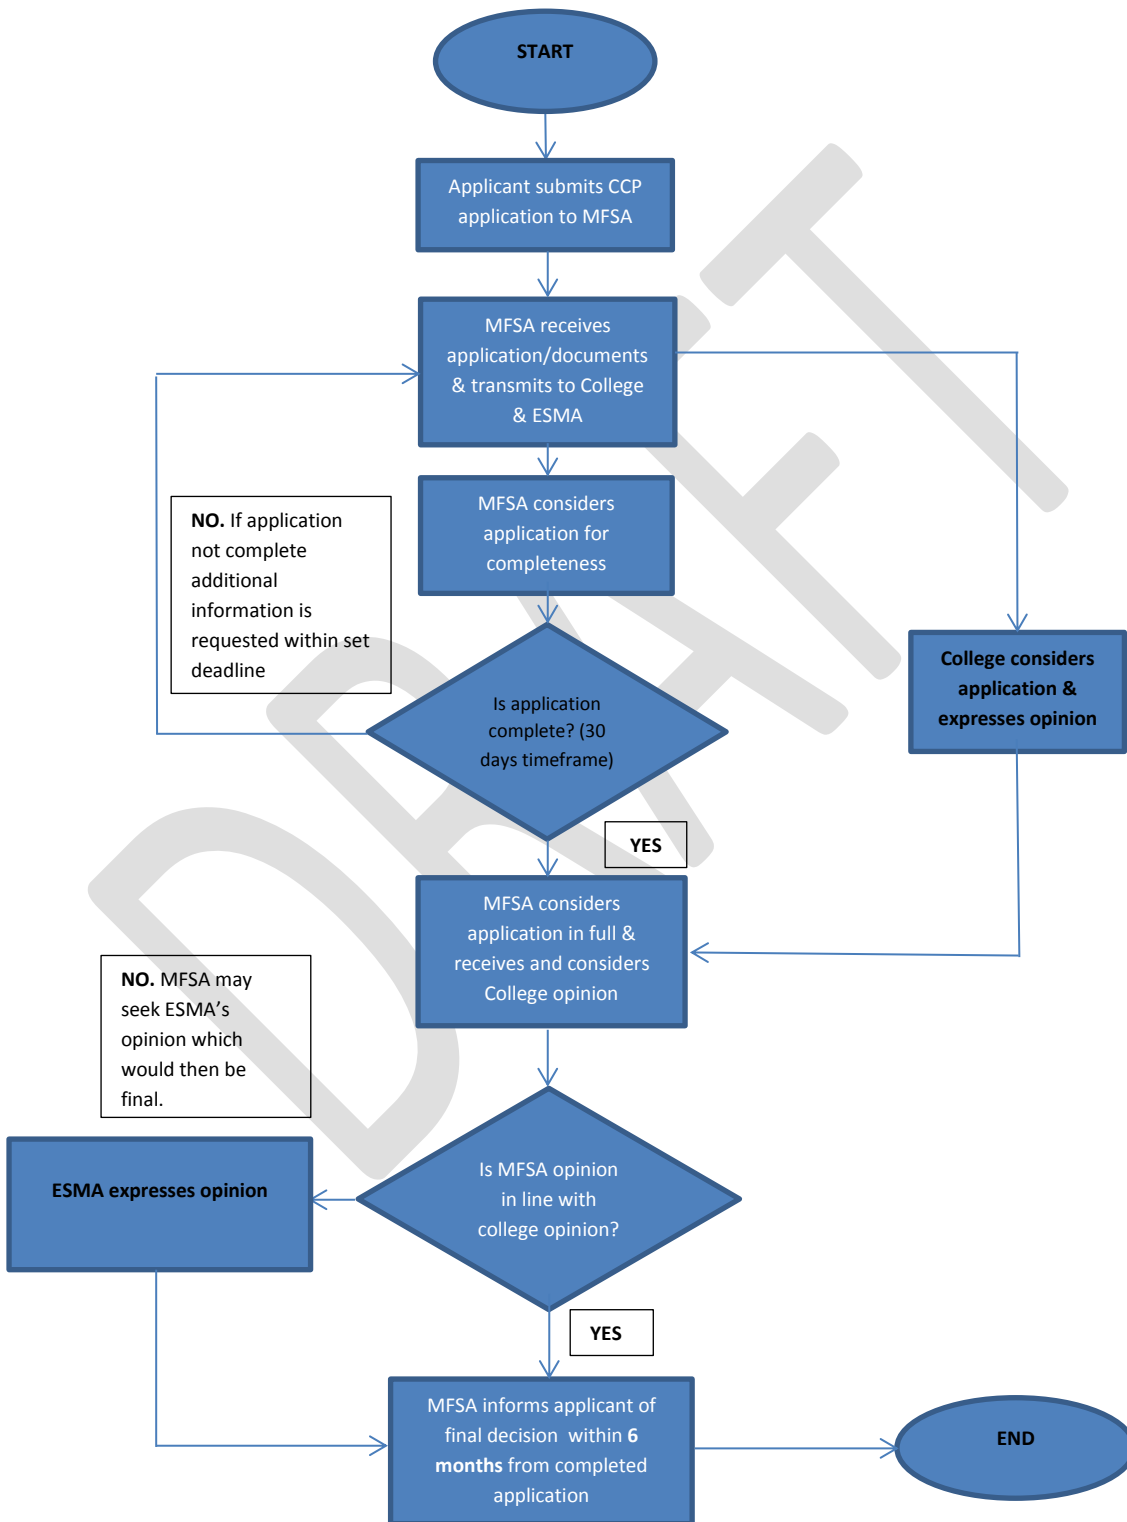 START
Applicant submits CCP
application to MFSA
MFSA receives
application/documents
& transmits to College
& ESMA
MFSA considers
application for
completeness
NO. If application
not complete
additional
information is
requested within set
deadline
Is application
complete? (30
days timeframe)
College considers
application &
expresses opinion
YES
MFSA considers
application in full &
receives and considers
College opinion
NO. MFSA may
seek ESMA’s
opinion which
would then be
final.
ESMA expresses opinion
Is MFSA opinion
in line with
college opinion?
YES
MFSA informs applicant of
final decision within 6
months from completed
application
END
DRAFT